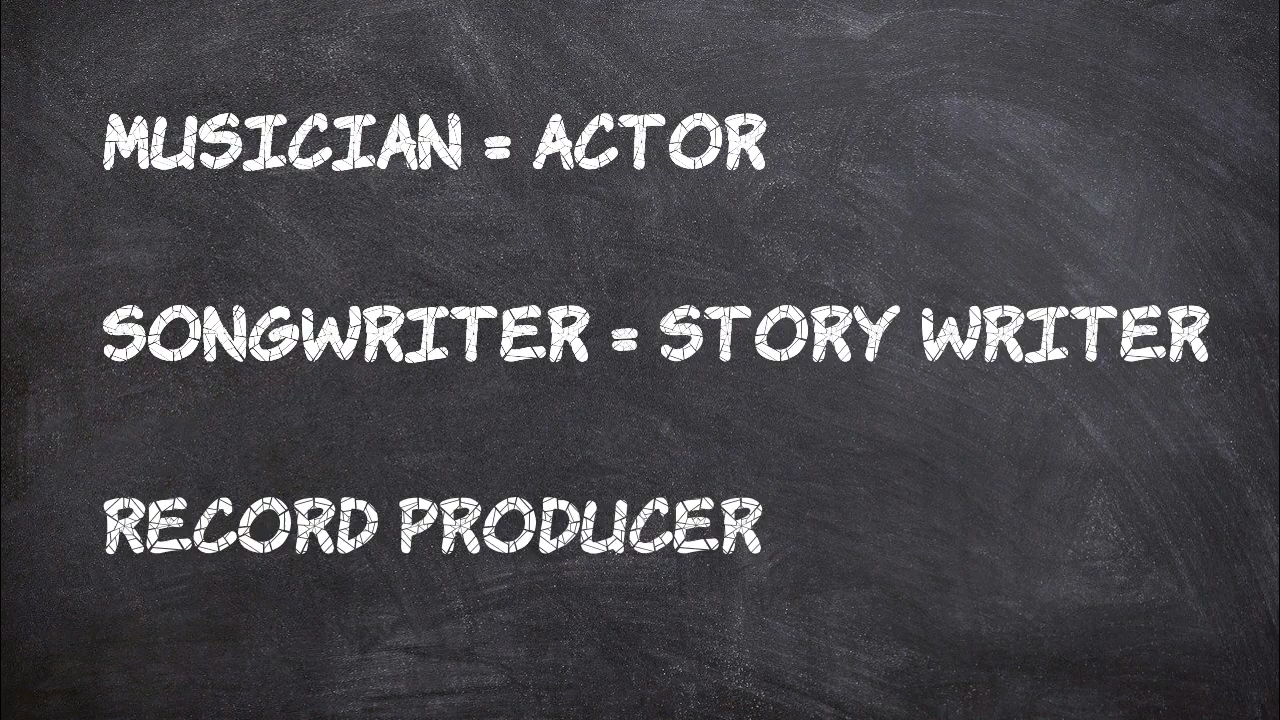 MUSICIAN = ACTOR
SONGWRITER = STORY WRITER
RECORD PRODUCER